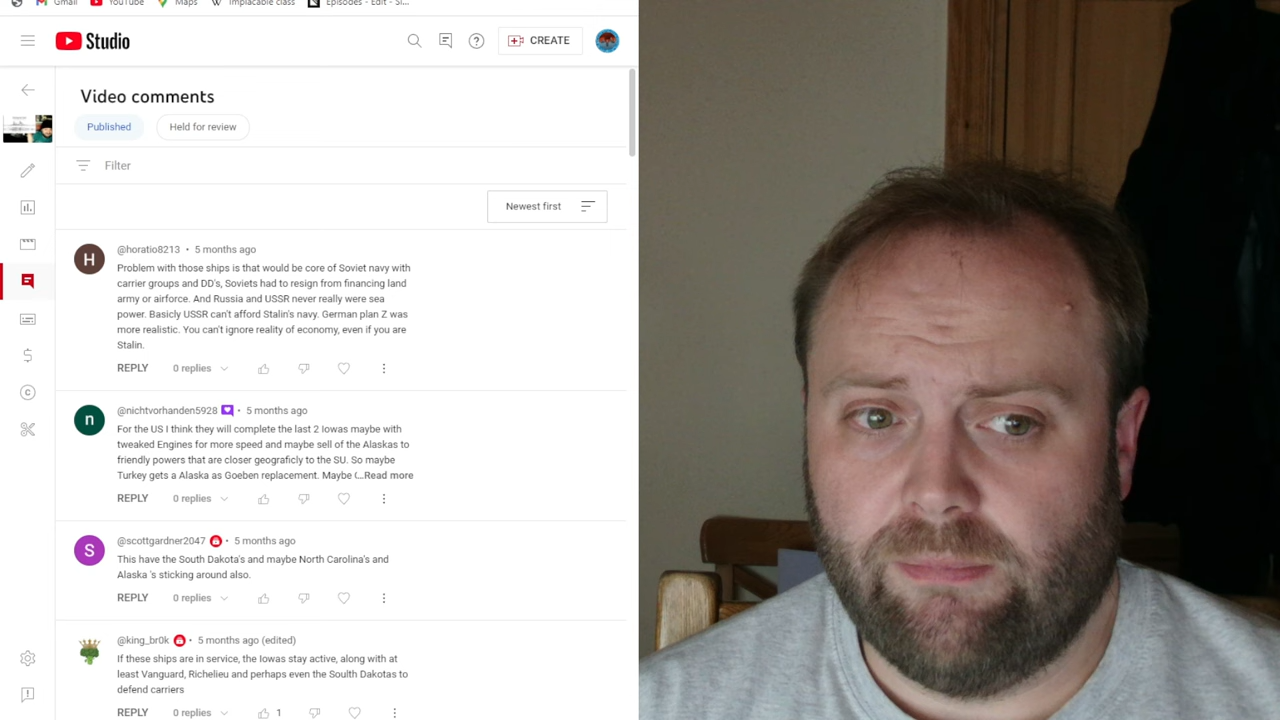 Gmail YouTube Maps W Implacable class Episodes - Edit - Si...
Studio
CREATE
Video comments
Published Held for review
Filter
Newest first
H
@horatio8213 • 5 months ago
Problem with those ships is that would be core of Soviet navy with
carrier groups and DD's, Soviets had to resign from financing land
army or airforce. And Russia and USSR never really were sea
power. Basicly USSR can't afford Stalin's navy. German plan Z was
more realistic. You can't ignore reality of economy, even if you are
Stalin.
REPLY 0 replies
n
@nichtvorhanden5928 • 5 months ago
For the US I think they will complete the last 2 Iowas maybe with
tweaked Engines for more speed and maybe sell of the Alaskas to
friendly powers that are closer geograficly to the SU. So maybe
Turkey gets a Alaska as Goeben replacement. Maybe (...Read more
REPLY 0 replies
S
@scottgardner2047 • 5 months ago
This have the South Dakota's and maybe North Carolina's and
Alaska 's sticking around also.
REPLY 0 replies
@king_br0k • 5 months ago (edited)
If these ships are in service, the Iowas stay active, along with at
least Vanguard, Richelieu and perhaps even the Soulth Dakotas to
defend carriers
REPLY 0 replies 1